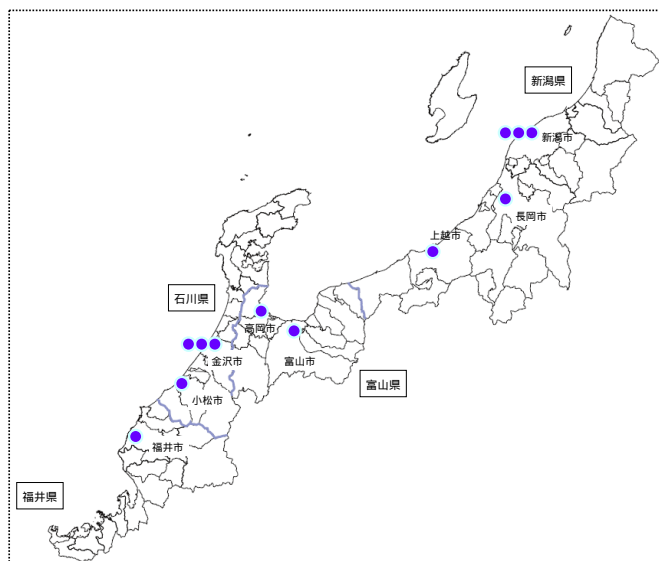 新潟県
新潟市
長岡市
上越市
石川県
高岡市
金沢市
富山市
富山県
小松市
福井市
福井県